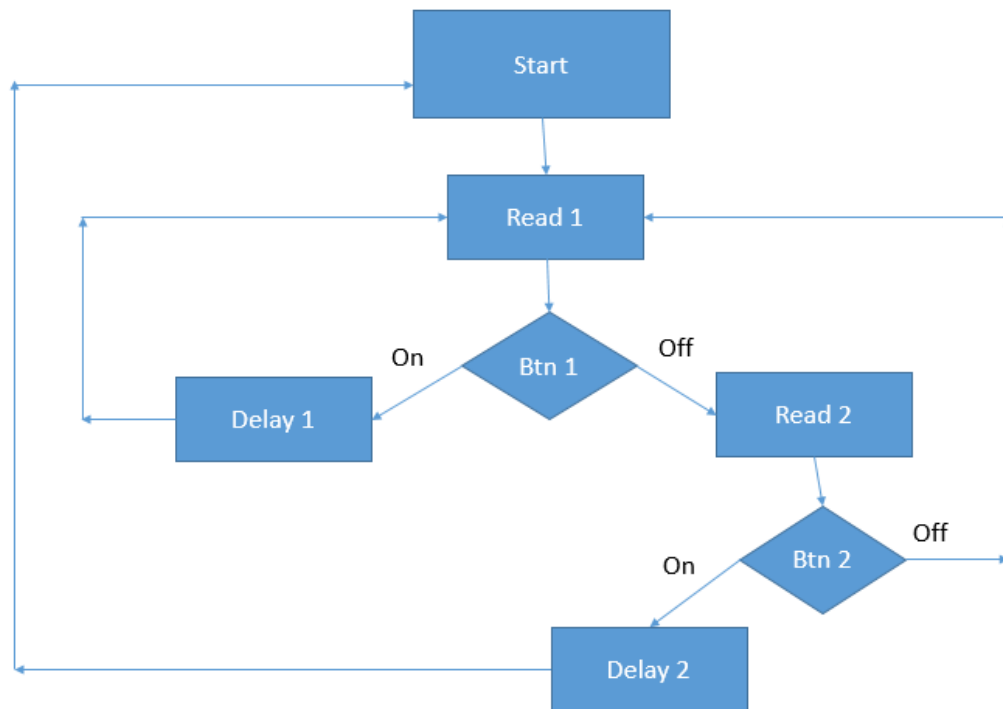 Start
Read 1
Btn 1
On
Off
Delay 1
Read 2
Btn 2
On
Off
Delay 2